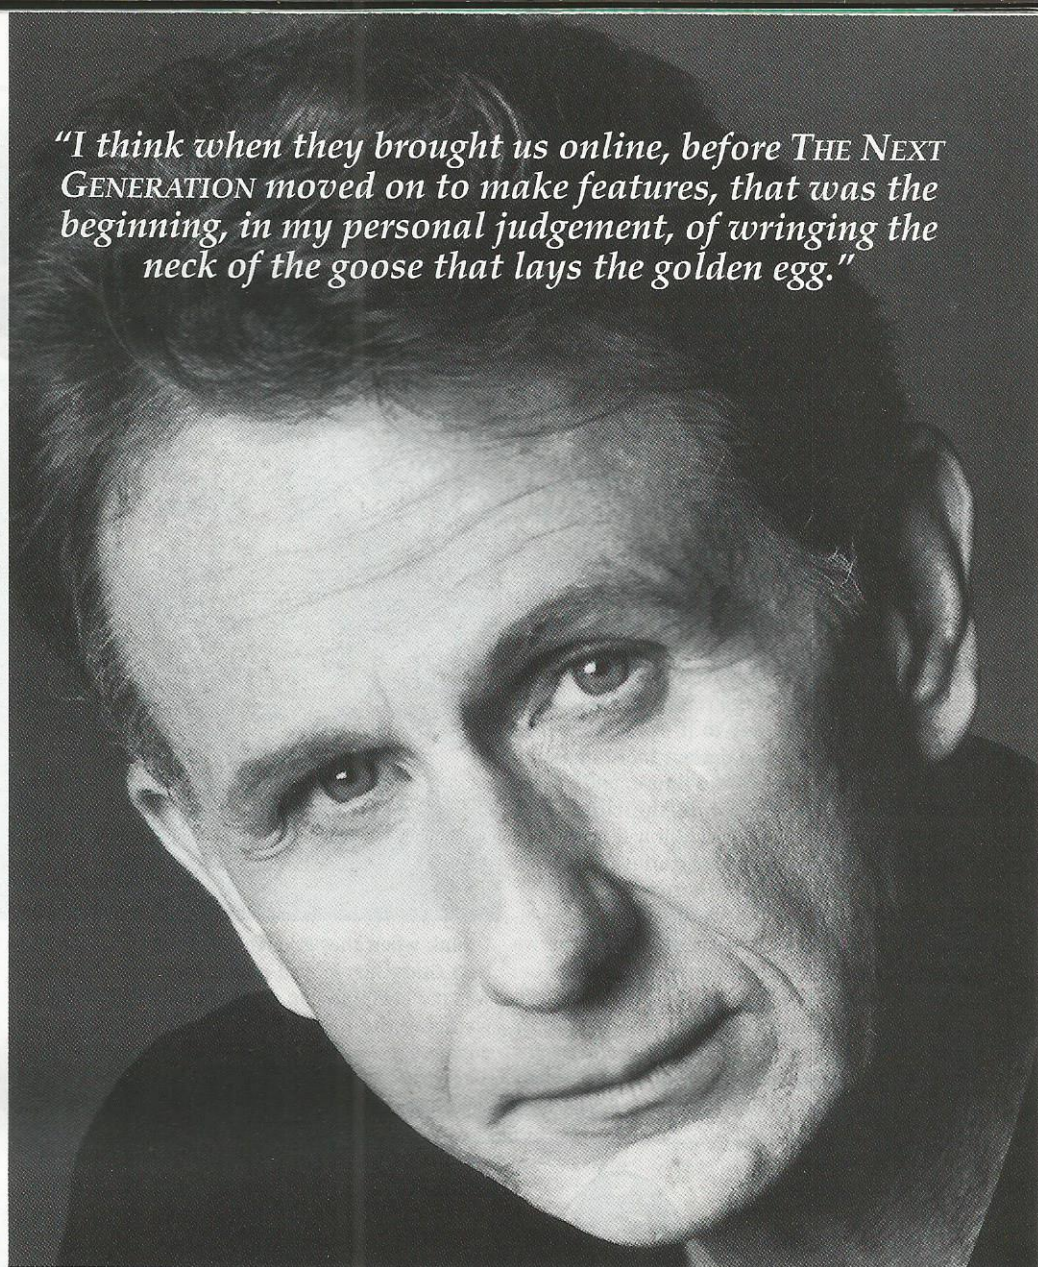 “I think when they brought us online, before THE NEXT
GENERATION moved on to make features, that was the
beginning, in my personal judgement, of wringing the
neck of the goose that lays the golden egg.”